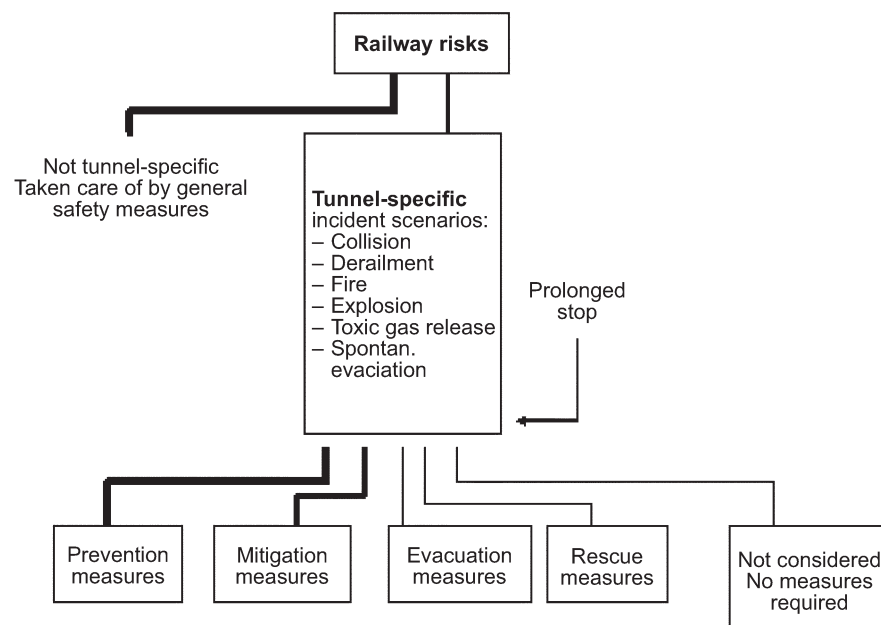 Railway risks
Not tunnel-specific
Taken care of by general
safety measures
Tunnel-specific
incident scenarios:
– Collision
– Derailment
– Fire
– Explosion
– Toxic gas release
– Spontan.
evaciation
Prolonged
stop
Prevention
measures
Mitigation
measures
Evacuation
measures
Rescue
measures
Not considered
No measures
required